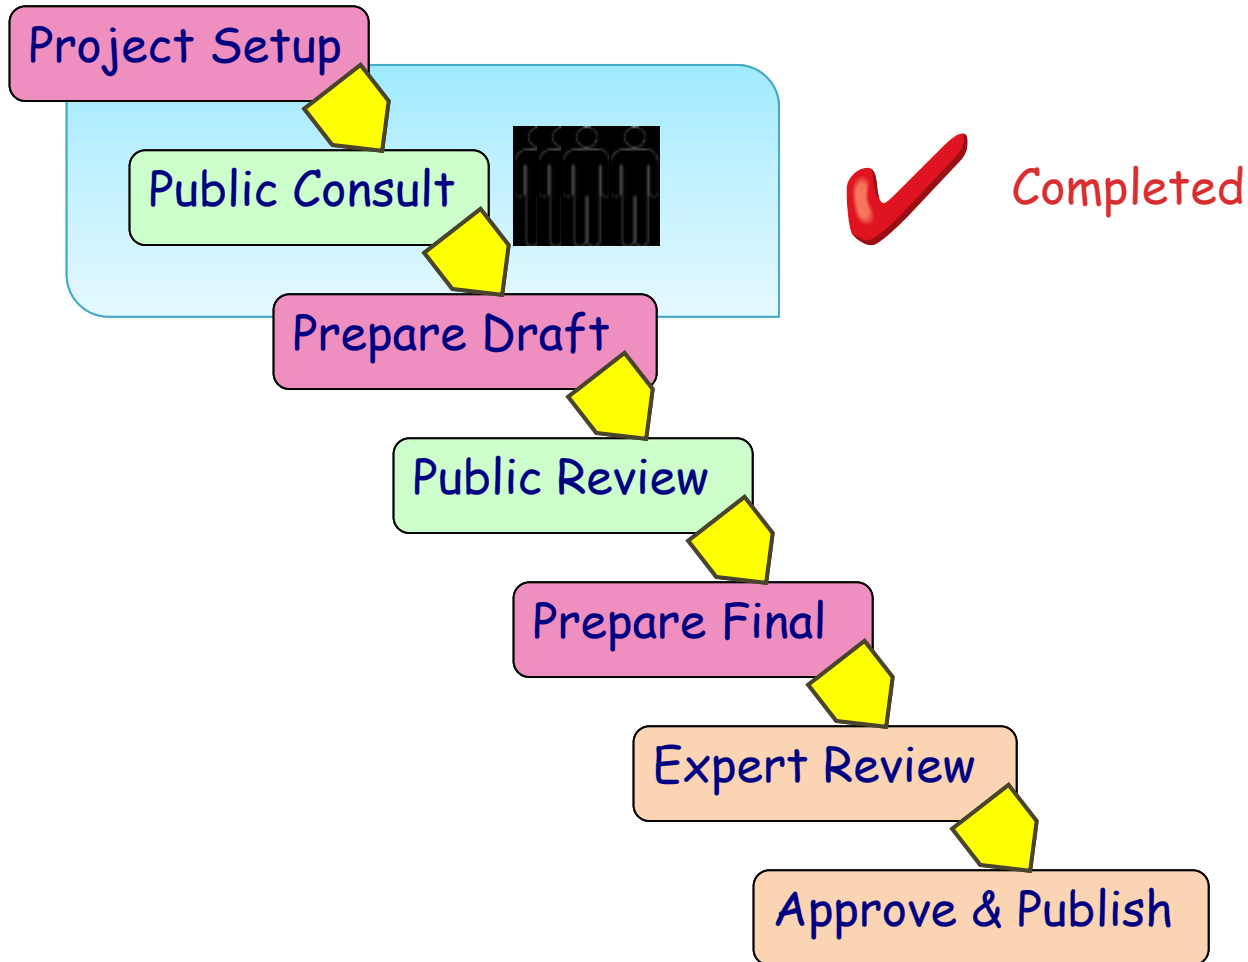 Project Setup
Public Consult
Completed
Prepare Draft
Public Review
Prepare Final
Expert Review
Approve & Publish